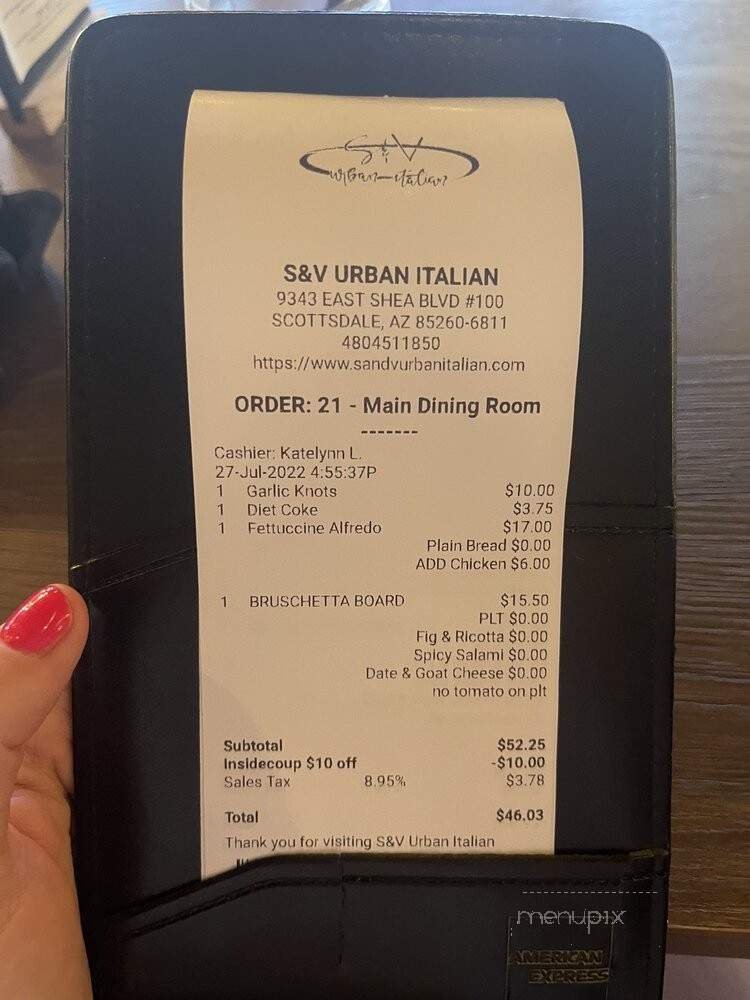 S&V
urban-italian
S&V URBAN ITALIAN
9343 EAST SHEA BLVD #100
SCOTTSDALE, AZ 85260-6811
4804511850
https://www.sandvurbanitalian.com
ORDER: 21 - Main Dining Room
-------
Cashier: Katelynn L.
27-Jul-2022 4:55:37P
1 Garlic Knots $10.00
1 Diet Coke $3.75
1 Fettuccine Alfredo $17.00
Plain Bread $0.00
ADD Chicken $6.00
1 BRUSCHETTA BOARD $15.50
PLT $0.00
Fig & Ricotta $0.00
Spicy Salami $0.00
Date & Goat Cheese $0.00
no tomato on plt
Subtotal $52.25
Insidecoup $10 off -$10.00
Sales Tax 8.95% $3.78
Total $46.03
Thank you for visiting S&V Urban Italian
menupix
AMERICAN
EXPRESS